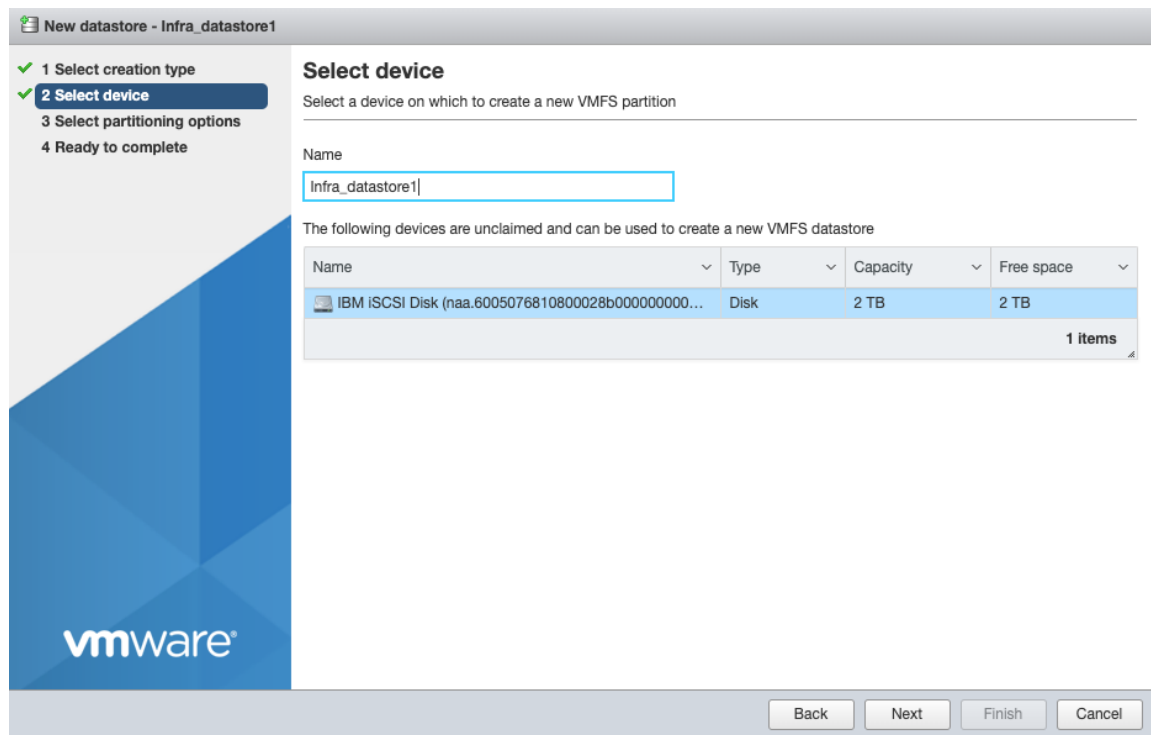 New datastore - Infra_datastore1
1 Select creation type
2 Select device
3 Select partitioning options
4 Ready to complete
Select device
Select a device on which to create a new VMFS partition
Name
Infra_datastore1
The following devices are unclaimed and can be used to create a new VMFS datastore
Name Type Capacity Free space
IBM iSCSI Disk (naa.6005076810800028b000000000... Disk 2 TB 2 TB
1 items
vmware®
Back Next Finish Cancel